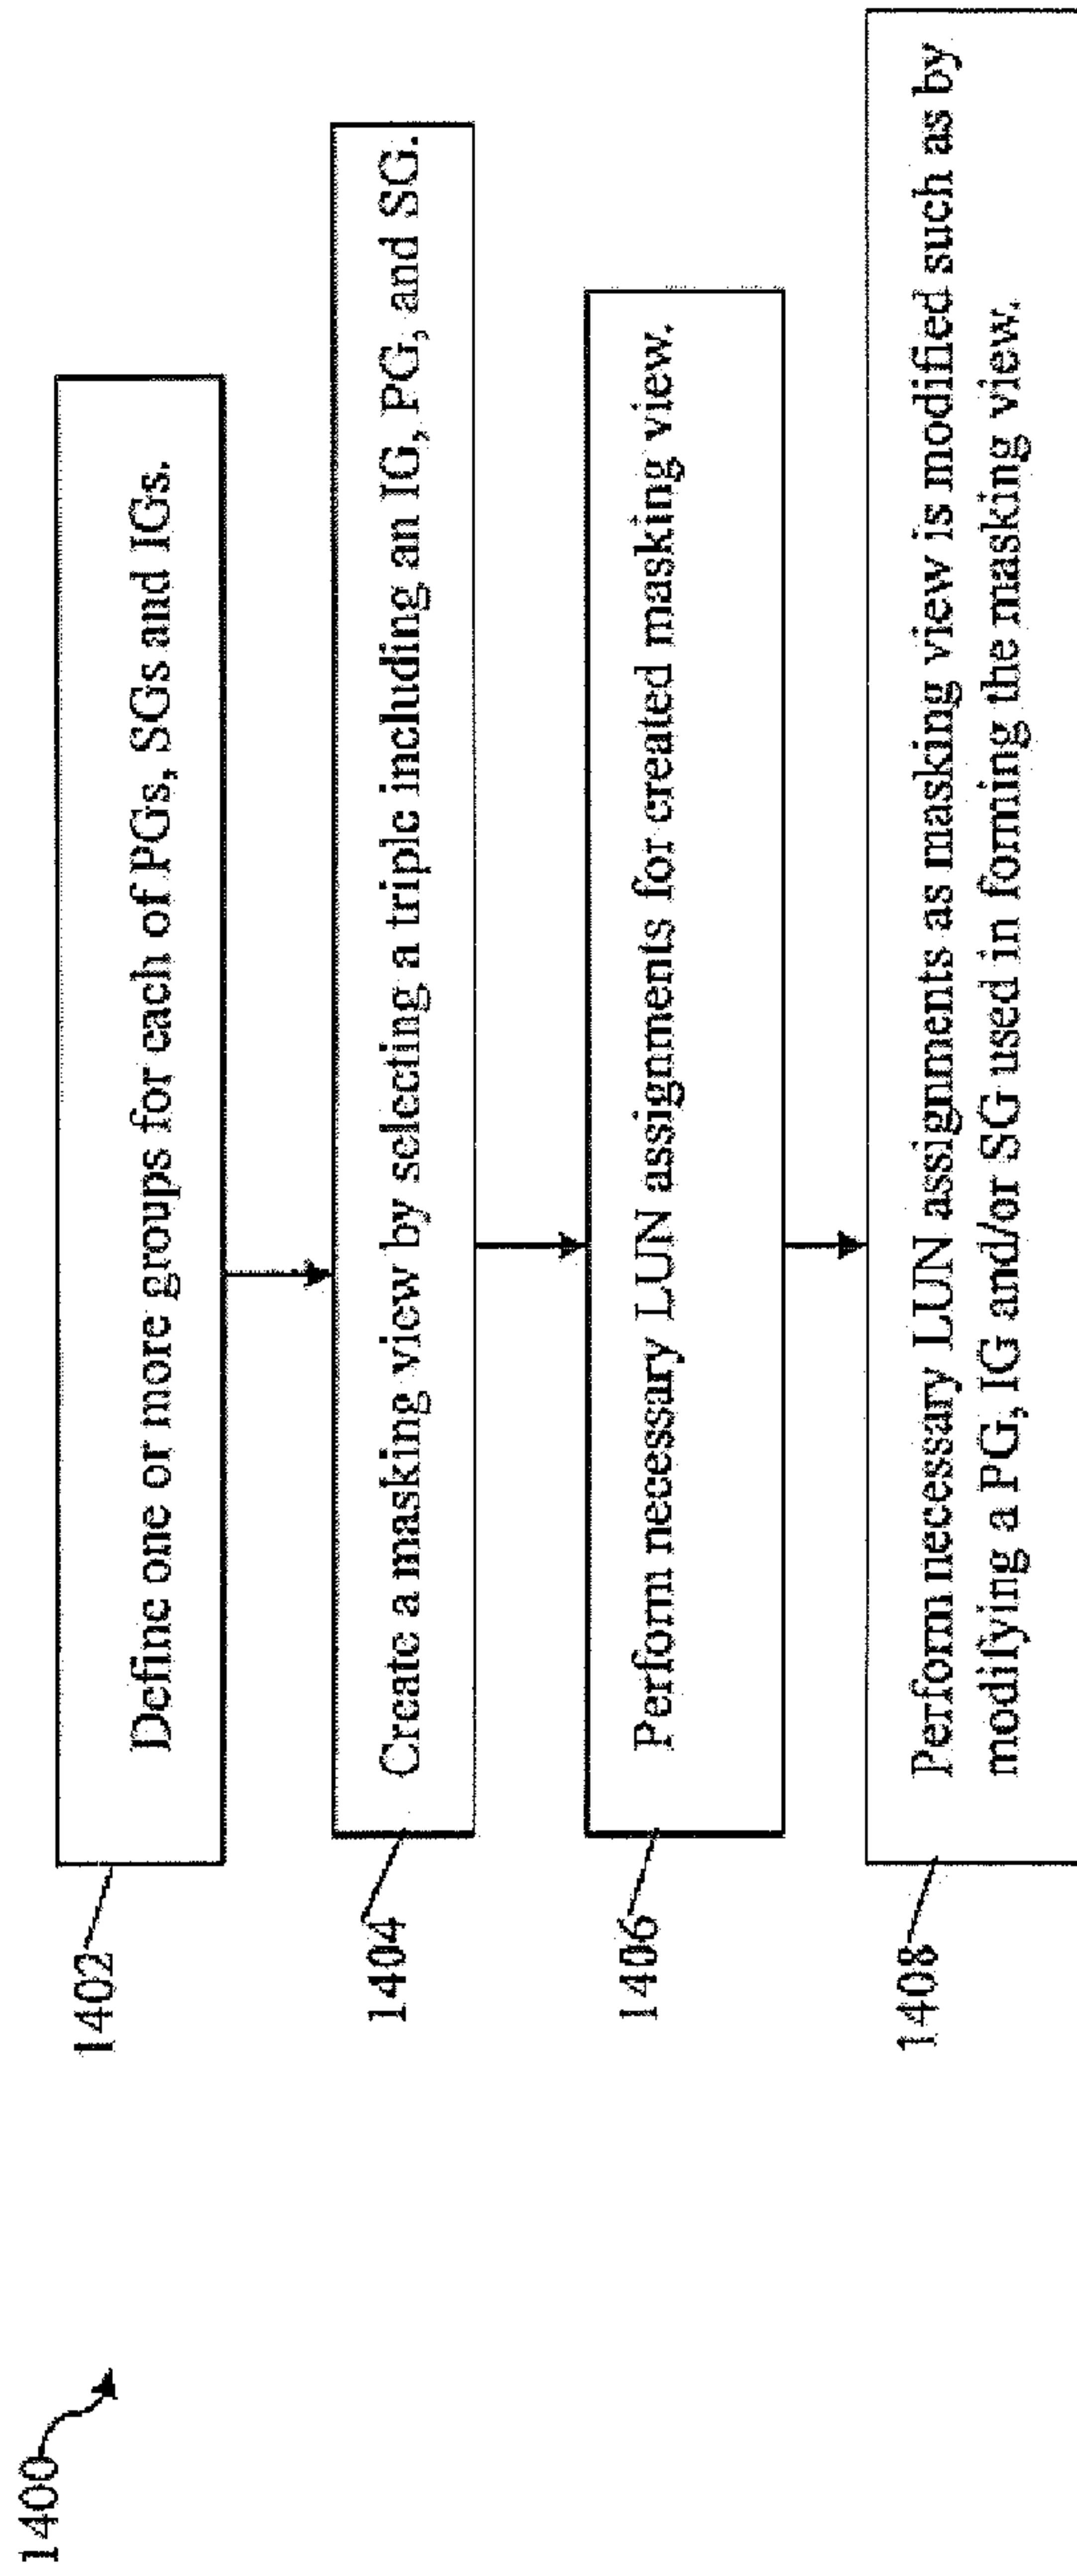 1400
1402
Define one or more groups for each of PGs, SGs and IGs.
1404
Create a masking view by selecting a triple including an IG, PG, and SG.
1406
Perform necessary LUN assignments for created masking view.
1408
Perform necessary LUN assignments as masking view is modified such as by
modifying a PG, IG and/or SG used in forming the masking view.